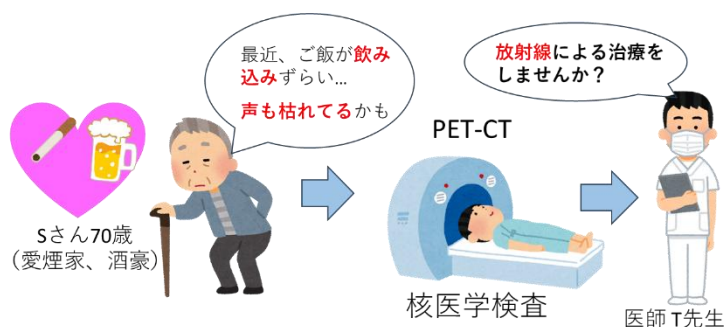 最近、ご飯が飲み
込みずらい…
声も枯れてるかも
放射線による治療を
しませんか？
PET-CT
Sさん70歳
（愛煙家、酒豪）
核医学検査
医師 T先生